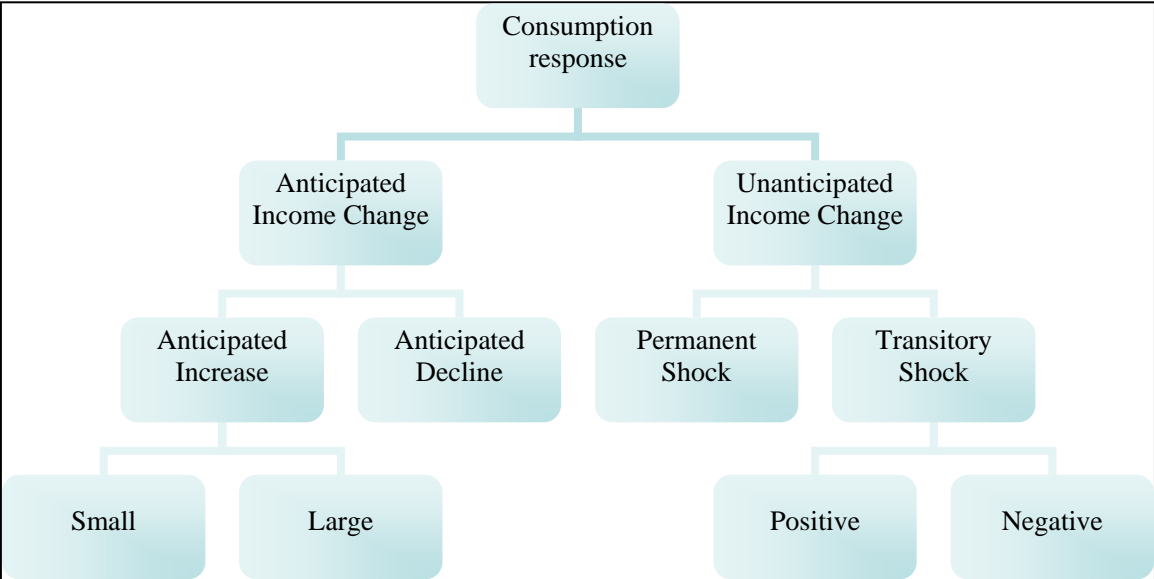 Consumption
response
Anticipated
Income Change
Unanticipated
Income Change
Anticipated
Increase
Anticipated
Decline
Permanent
Shock
Transitory
Shock
Small
Large
Positive
Negative